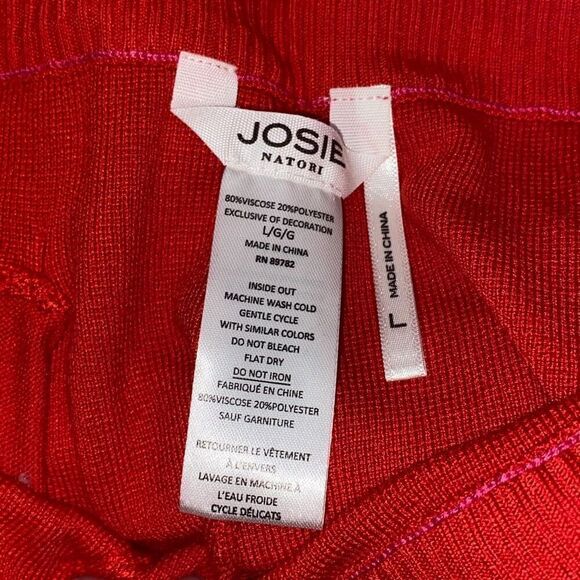 JOSIE
NATORI
80%VISCOSE 20%POLYESTER
EXCLUSIVE OF DECORATION
L/G/G
MADE IN CHINA
RN 89782
INSIDE OUT
MACHINE WASH COLD
GENTLE CYCLE
WITH SIMILAR COLORS
DO NOT BLEACH
FLAT DRY
DO NOT IRON
FABRIQUÉ EN CHINE
80%VISCOSE 20%POLYESTER
SAUF GARNITURE
RETOURNER LE VÊTEMENT
À L'ENVERS
LAVAGE EN MACHINE À
L'EAU FROIDE
CYCLE DÉLICATS
L
MADE IN CHINA